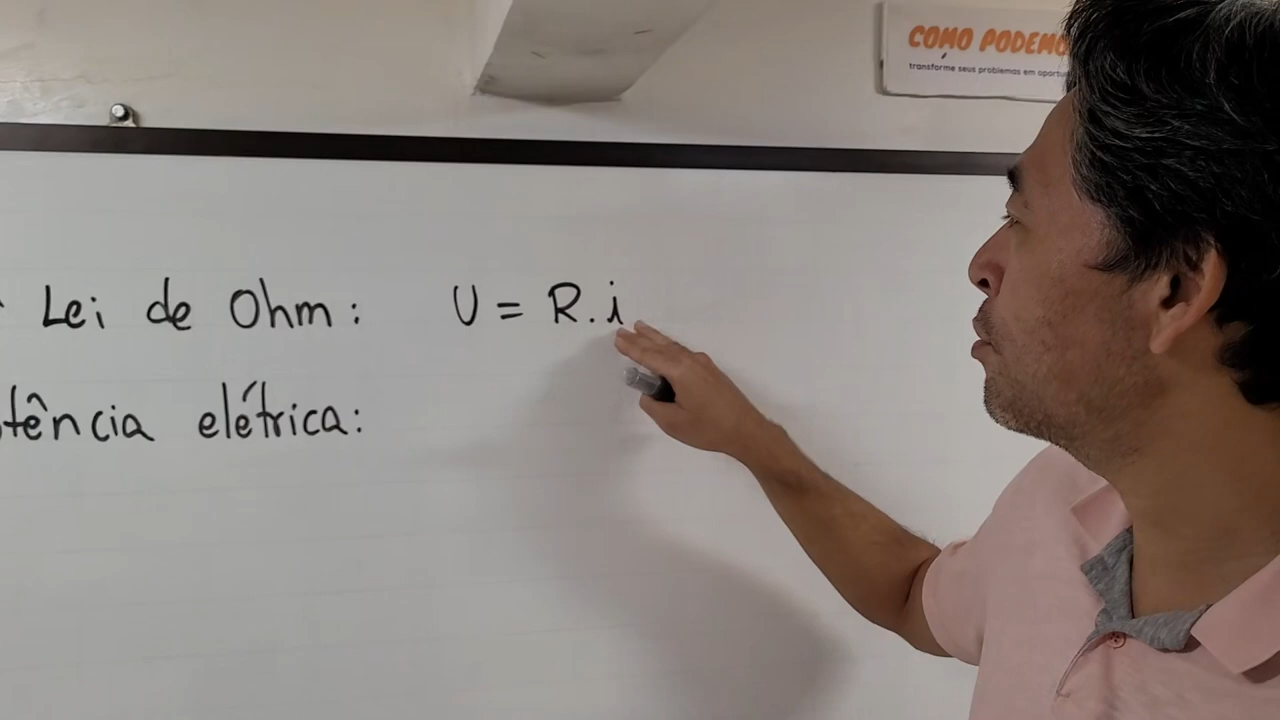 COMO PODEMO
transforme seus problemas em oportu
Lei de Ohm: U = R.i
tência elétrica: